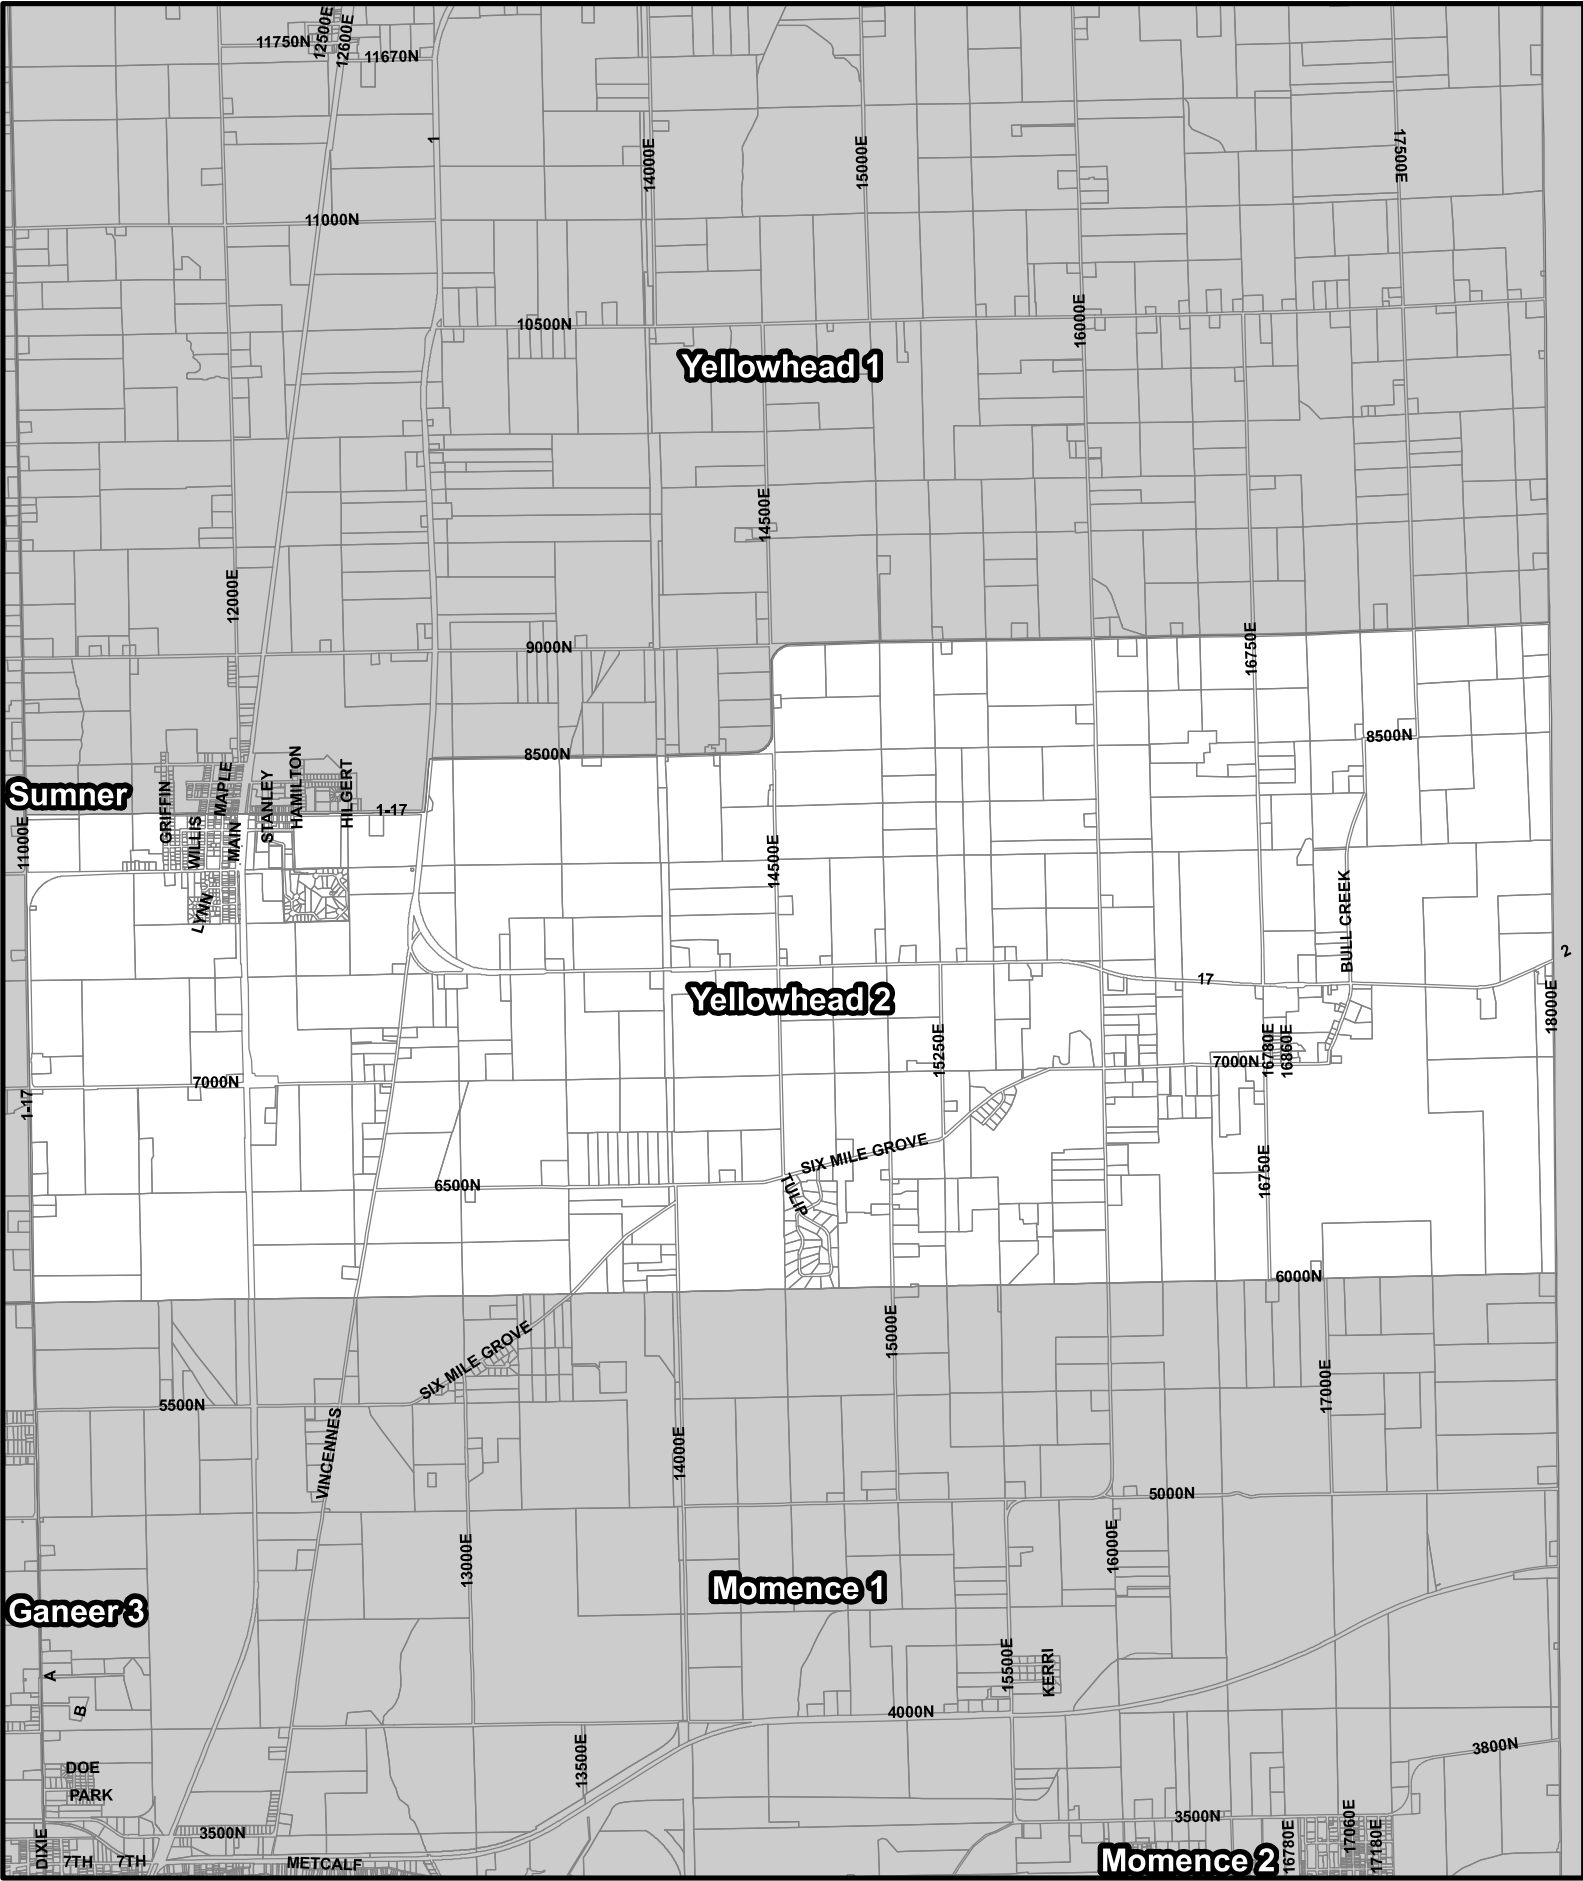 12500E
12600E
11750N
11670N
1
14000E
15000E
17500E
11000N
16000E
10500N
Yellowhead 1
14500E
12000E
16750E
9000N
8500N
8500N
Sumner
GRIFFIN
MAPLE
STANLEY
HAMILTON
HILGERT
1-17
11000E
WILLIS
MAIN
14500E
LYNN
BULL CREEK
2
17
Yellowhead 2
18000E
15250E
16780E
16860E
7000N
7000N
1-17
SIX MILE GROVE
16750E
6500N
TULIP
6000N
15000E
SIX MILE GROVE
17000E
5500N
VINCENNES
14000E
5000N
13000E
16000E
Momence 1
Ganeer 3
15500E
KERRI
A
B
4000N
13500E
3800N
DOE
PARK
3500N
3500N
DIXIE
7TH
7TH
METCALF
Momence 2
16780E
17060E
17180E